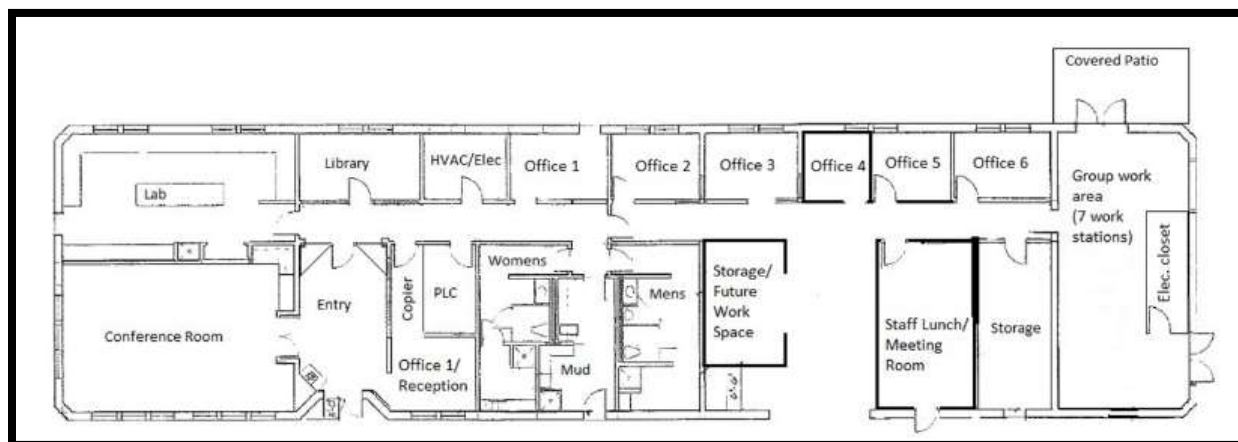 Covered Patio
Library
HVAC/Elec
Office 1
Office 2
Office 3
Office 4
Office 5
Office 6
Lab
Group work
area
(7 work
stations)
Elec. closet
Womens
Mens
Storage/
Future
Work
Space
Copier
PLC
Entry
Conference Room
Office 1/
Reception
Mud
Staff Lunch/
Meeting
Room
Storage